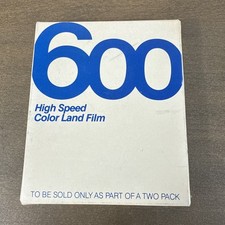 600
High Speed
Color Land Film
TO BE SOLD ONLY AS PART OF A TWO PACK